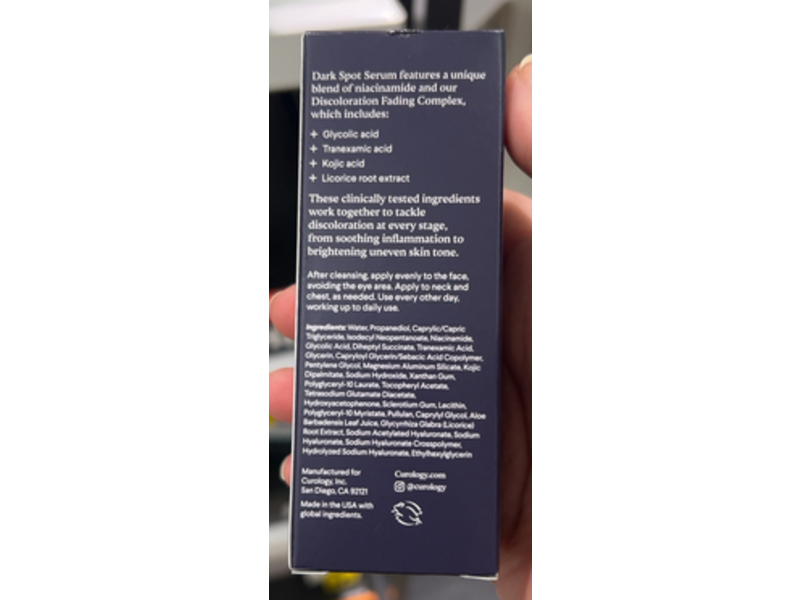 Dark Spot Serum features a unique
blend of niacinamide and our
Discoloration Fading Complex,
which includes:
+ Glycolic acid
+ Tranexamic acid
+ Kojic acid
+ Licorice root extract
These clinically tested ingredients
work together to tackle
discoloration at every stage,
from soothing inflammation to
brightening uneven skin tone.
After cleansing, apply evenly to the face,
avoiding the eye area. Apply to neck and
chest, as needed. Use every other day,
working up to daily use.
Ingredients: Water, Propanediol, Caprylic/Capric
Triglyceride, Isodecyl Neopentanoate, Niacinamide,
Glycolic Acid, Diheptyl Succinate, Tranexamic Acid,
Glycerin, Capryloyl Glycerin/Sebacic Acid Copolymer,
Pentylene Glycol, Magnesium Aluminum Silicate, Kojic
Dipalmitate, Sodium Hydroxide, Xanthan Gum,
Polyglyceryl-10 Laurate, Tocopheryl Acetate,
Tetrasodium Glutamate Diacetate,
Hydroxyacetophenone, Sclerotium Gum, Lecithin,
Polyglyceryl-10 Myristate, Pullulan, Caprylyl Glycol, Aloe
Barbadensis Leaf Juice, Glycyrrhiza Glabra (Licorice)
Root Extract, Sodium Acetylated Hyaluronate, Sodium
Hyaluronate, Sodium Hyaluronate Crosspolymer,
Hydrolyzed Sodium Hyaluronate, Ethylhexylglycerin
Manufactured for
Curology, Inc.
San Diego, CA 92121
Made in the USA with
global ingredients.
Curology.com
@curology